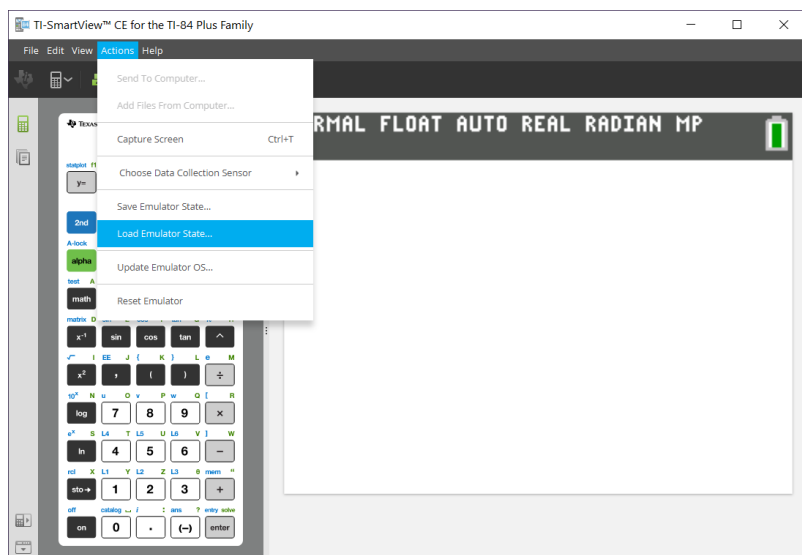 TI-SmartView™ CE for the TI-84 Plus Family
File Edit View Actions Help
Send To Computer...
Add Files From Computer...
Capture Screen Ctrl+T
Choose Data Collection Sensor
Save Emulator State...
Load Emulator State...
Update Emulator OS...
Reset Emulator
RMAL FLOAT AUTO REAL RADIAN MP
TEXAS
statplot f1
y=
2nd
A-lock
alpha
test A
math
matrix D
x⁻¹ sin cos tan ^
√ I EE J { K } L e M
x² , ( ) ÷
10ˣ N u O v P w Q [ R
log 7 8 9 ×
eˣ S L4 T L5 U L6 V ] W
ln 4 5 6 −
rcl X L1 Y L2 Z L3 θ mem "
sto→ 1 2 3 +
off catalog i : ans ? entry solve
on 0 . (−) enter